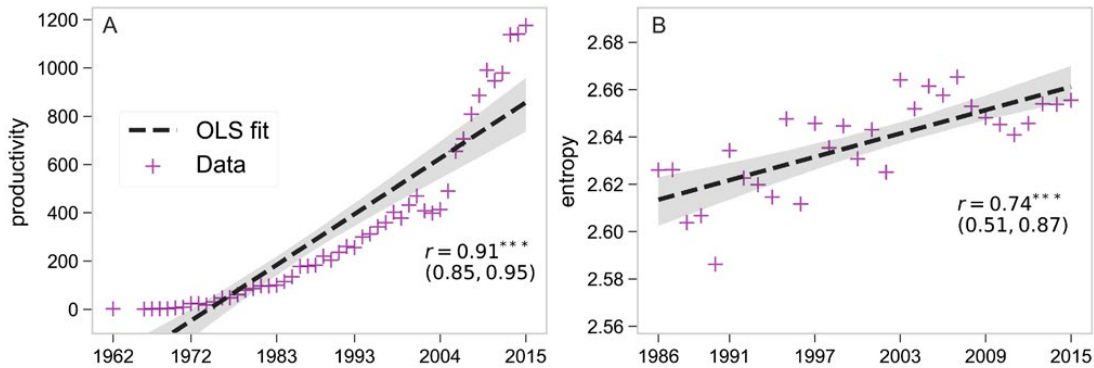 A
1200
1000
800
600
400
200
0
productivity
OLS fit
Data
r = 0.91***
(0.85, 0.95)
1962 1972 1983 1993 2004 2015
B
2.68
2.66
2.64
2.62
2.60
2.58
2.56
entropy
r = 0.74***
(0.51, 0.87)
1986 1991 1997 2003 2009 2015